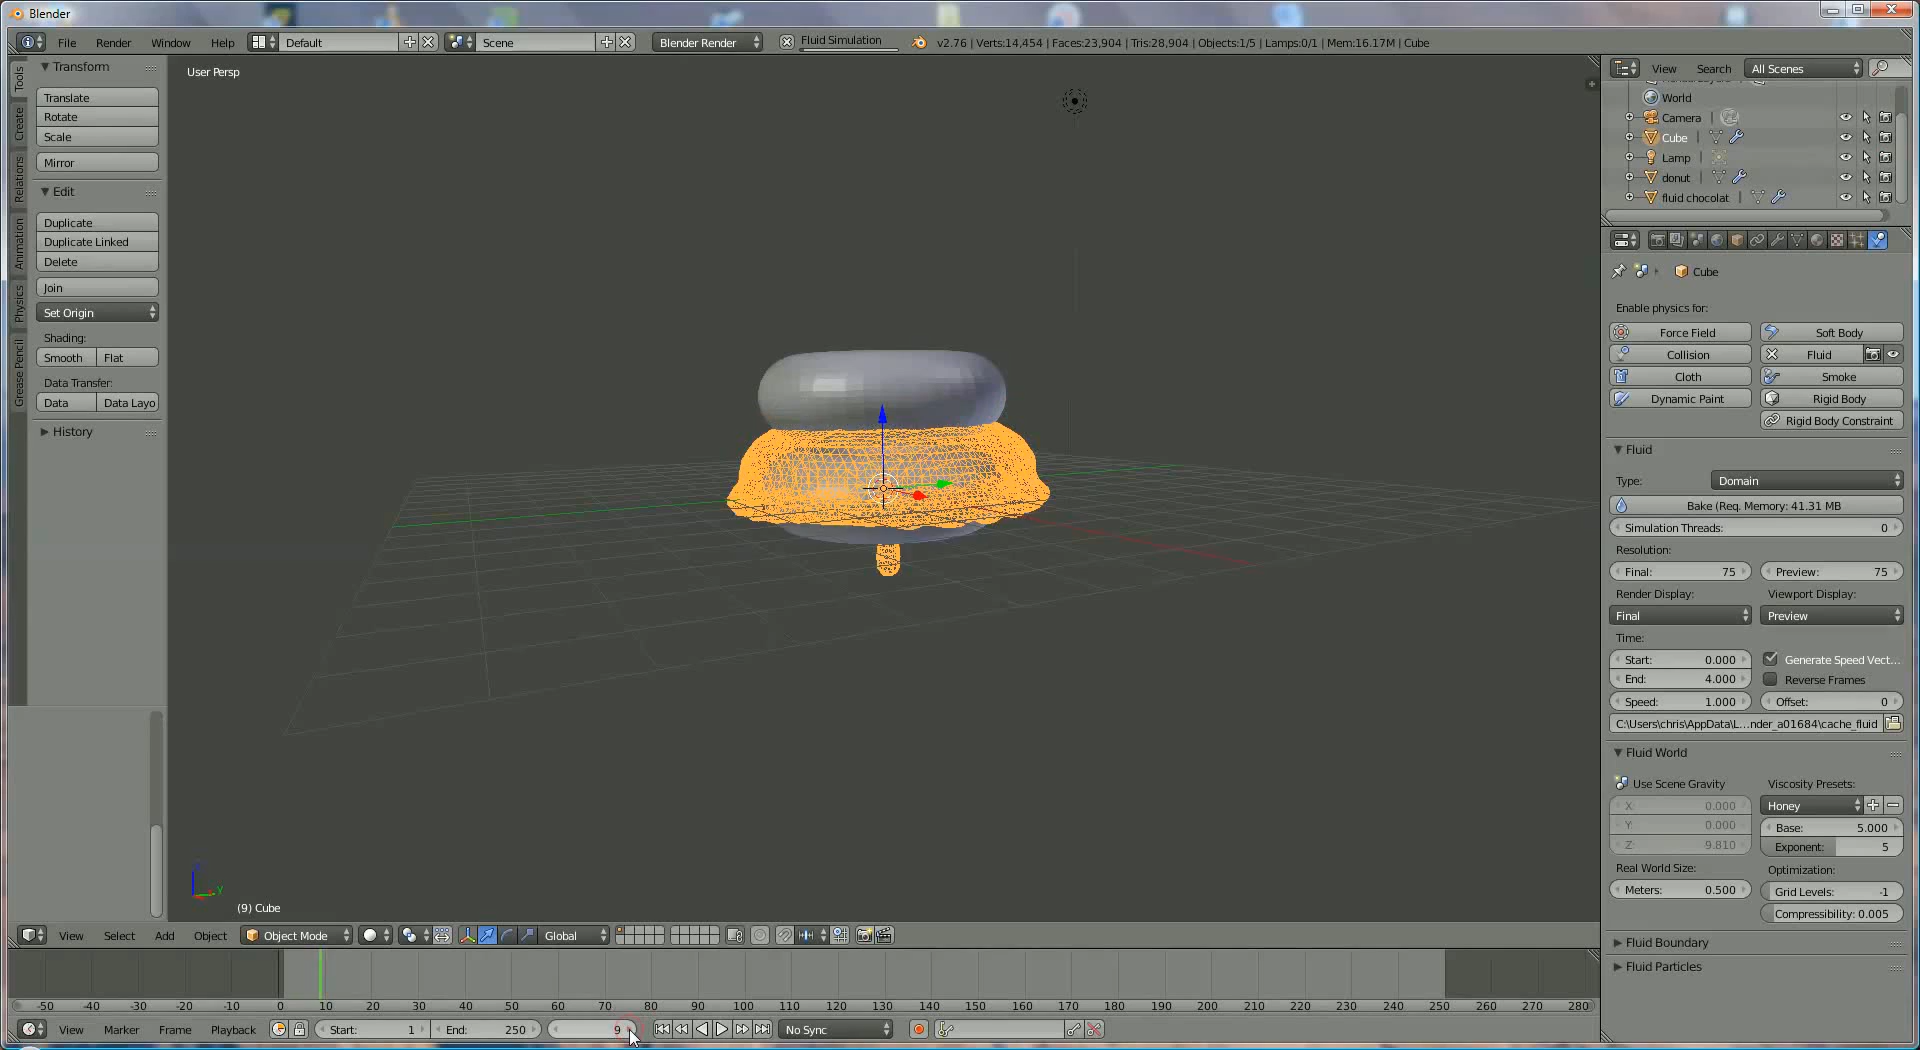 Blender
File Render Window Help Default Scene Blender Render Fluid Simulation v2.76 | Verts:14,454 | Faces:23,904 | Tris:28,904 | Objects:1/5 | Lamps:0/1 | Mem:16.17M | Cube
Tools
Create
Relations
Animation
Physics
Grease Pencil
Transform
Translate
Rotate
Scale
Mirror
Edit
Duplicate
Duplicate Linked
Delete
Join
Set Origin
Shading:
Smooth Flat
Data Transfer:
Data Data Layo
History
User Persp
(9) Cube
View Select Add Object Object Mode Global
-50 -40 -30 -20 -10 0 10 20 30 40 50 60 70 80 90 100 110 120 130 140 150 160 170 180 190 200 210 220 230 240 250 260 270 280
View Marker Frame Playback Start: 1 End: 250 9 No Sync
View Search All Scenes
World
Camera
Cube
Lamp
donut
fluid chocolat
Cube
Enable physics for:
Force Field Soft Body
Collision Fluid
Cloth Smoke
Dynamic Paint Rigid Body
Rigid Body Constraint
Fluid
Type: Domain
Bake (Req. Memory: 41.31 MB
Simulation Threads: 0
Resolution:
Final: 75 Preview: 75
Render Display: Viewport Display:
Final Preview
Time:
Start: 0.000 Generate Speed Vect...
End: 4.000 Reverse Frames
Speed: 1.000 Offset: 0
C:\Users\chris\AppData\L...nder_a01684\cache_fluid
Fluid World
Use Scene Gravity Viscosity Presets:
X: 0.000 Honey
Y: 0.000 Base: 5.000
Z: 9.810 Exponent: 5
Real World Size: Optimization:
Meters: 0.500 Grid Levels: -1
Compressibility: 0.005
Fluid Boundary
Fluid Particles